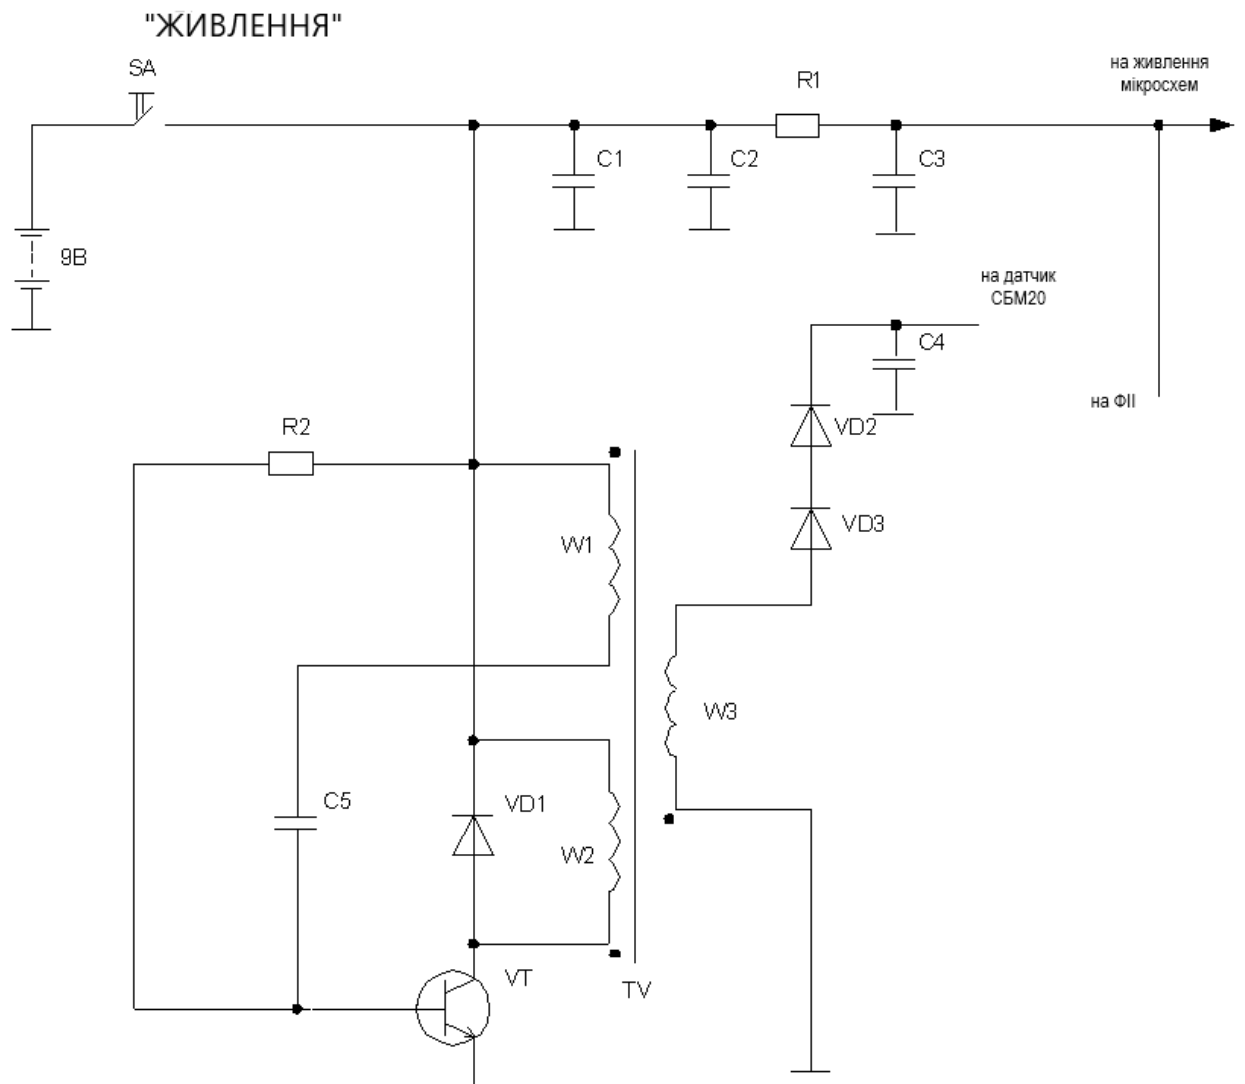 "ЖИВЛЕННЯ"
SA
R1
на живлення
мікросхем
C1
C2
C3
9В
на датчик
СБМ20
C4
на ФІІ
VD2
R2
VD3
W1
W3
C5
VD1
W2
VT
TV